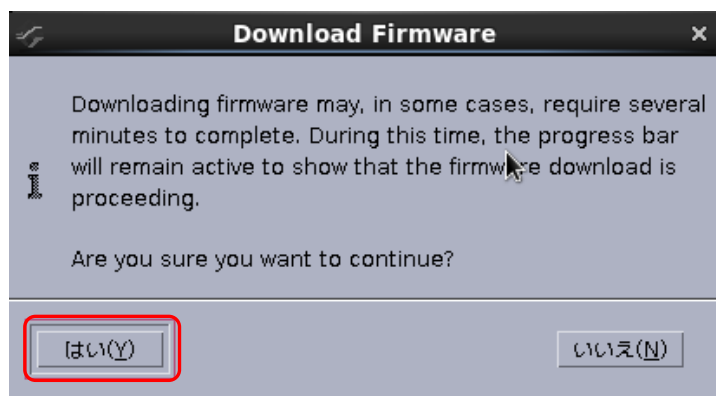 Download Firmware
Downloading firmware may, in some cases, require several
minutes to complete. During this time, the progress bar
will remain active to show that the firmware download is
proceeding.
Are you sure you want to continue?
はい(Y)
いいえ(N)